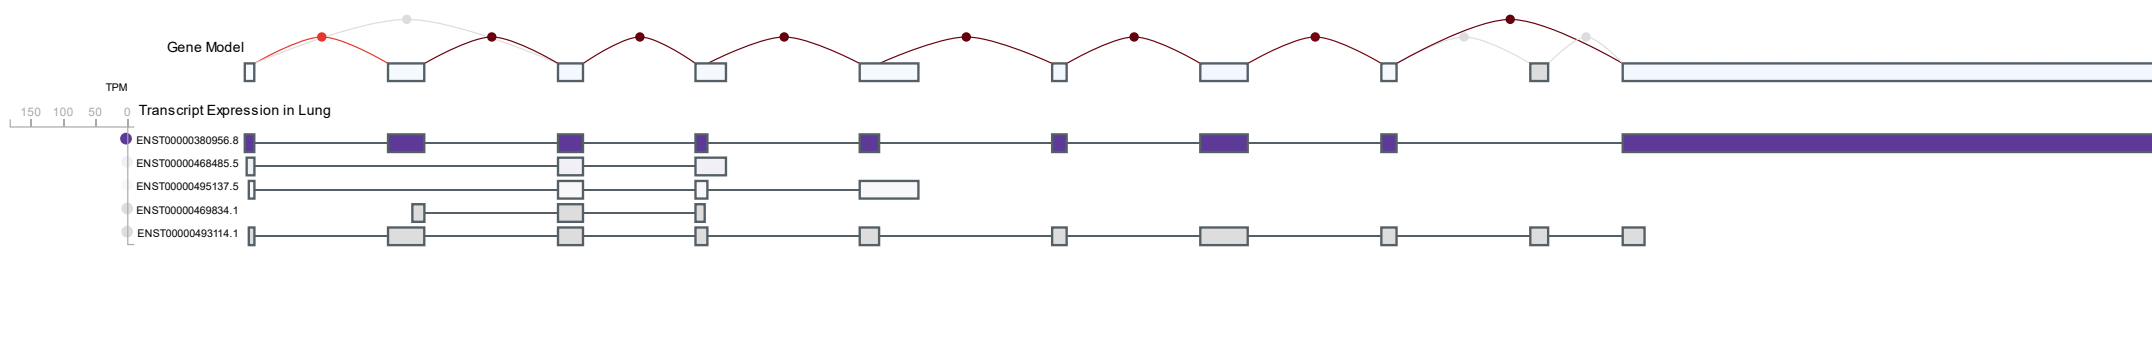 Gene Model
TPM
150 100 50 0
Transcript Expression in Lung
ENST00000380956.8
ENST00000468485.5
ENST00000495137.5
ENST00000469834.1
ENST00000493114.1